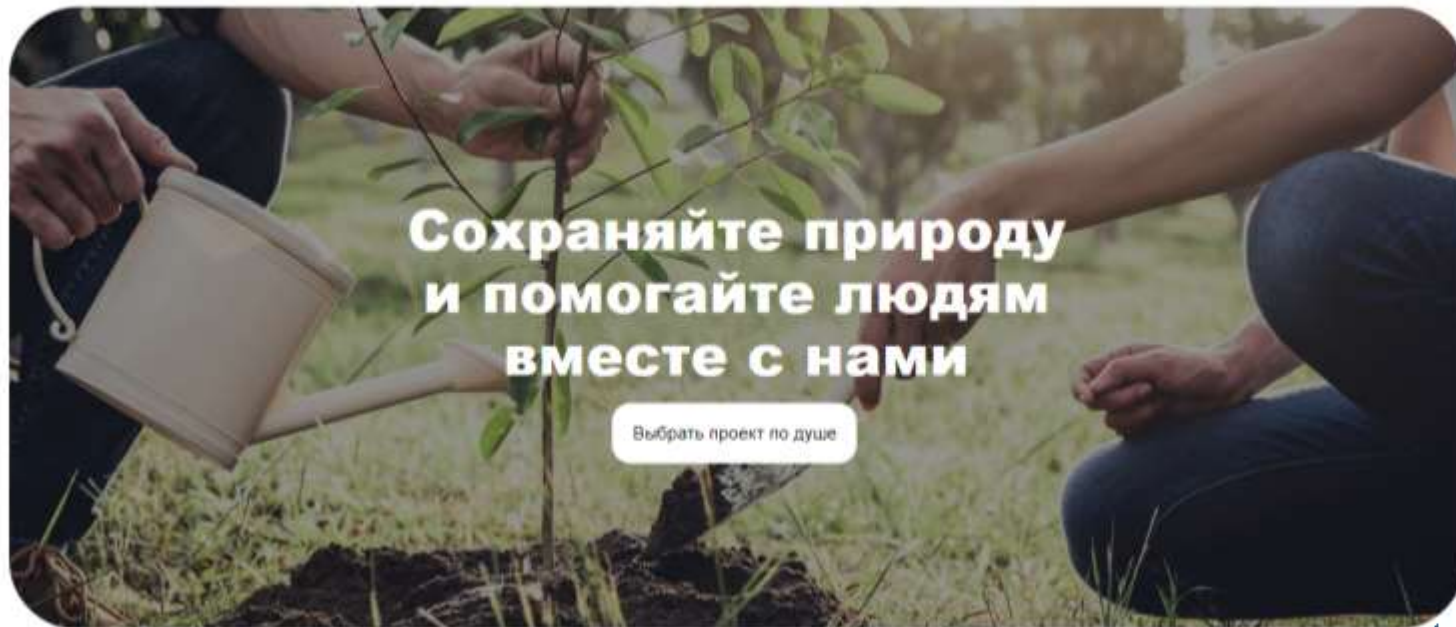 Сохраняйте природу
и помогайте людям
вместе с нами
Выбрать проект по душе